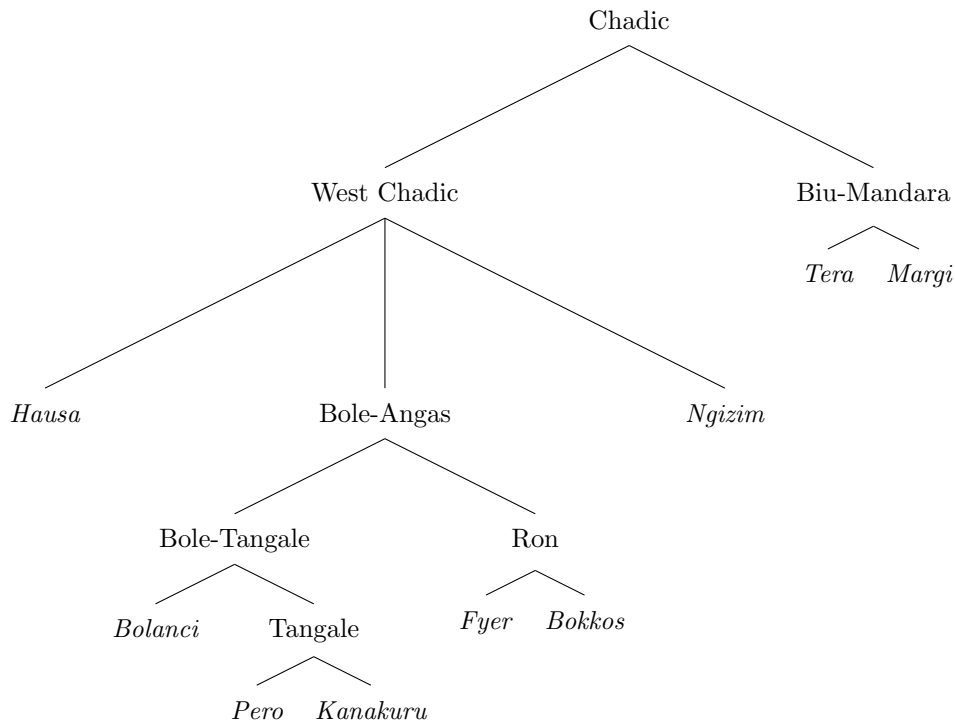 Chadic
West Chadic
Biu-Mandara
Tera Margi
Hausa
Bole-Angas
Ngizim
Bole-Tangale
Ron
Bolanci
Tangale
Fyer Bokkos
Pero Kanakuru